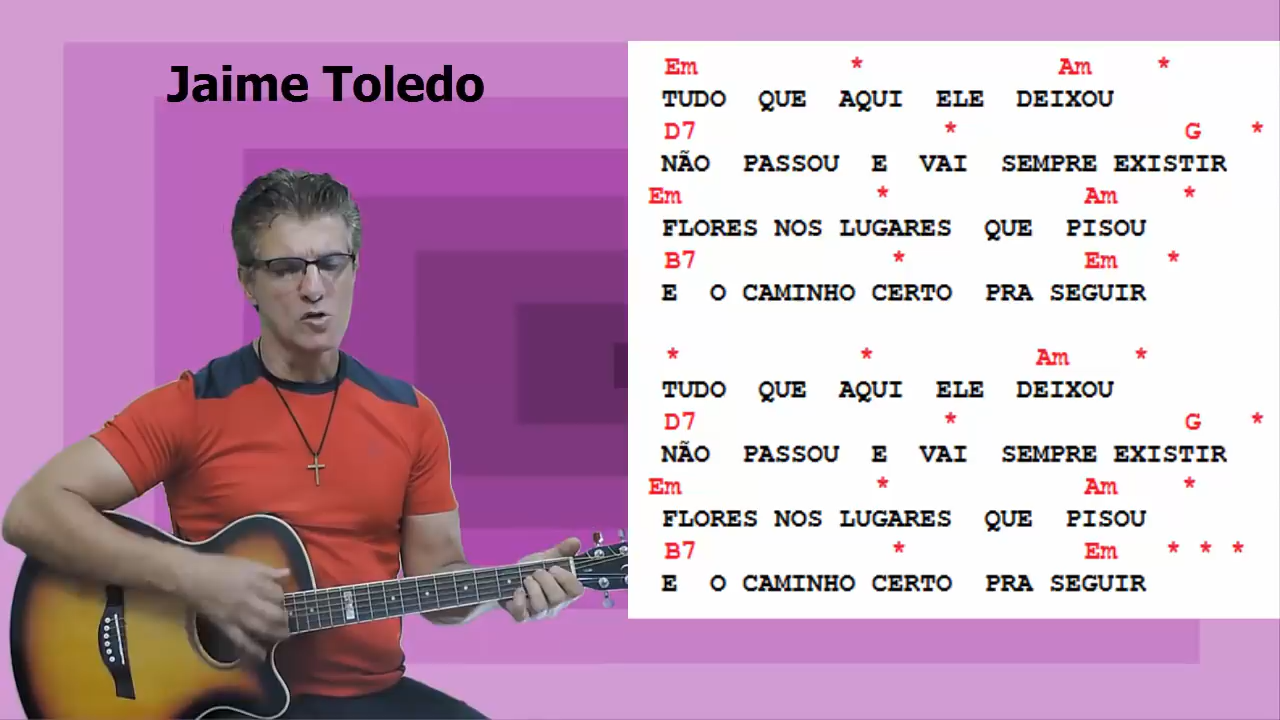 Jaime Toledo
Em * Am *
TUDO QUE AQUI ELE DEIXOU
D7 * G *
NÃO PASSOU E VAI SEMPRE EXISTIR
Em * Am *
FLORES NOS LUGARES QUE PISOU
B7 * Em *
E O CAMINHO CERTO PRA SEGUIR
* * Am *
TUDO QUE AQUI ELE DEIXOU
D7 * G *
NÃO PASSOU E VAI SEMPRE EXISTIR
Em * Am *
FLORES NOS LUGARES QUE PISOU
B7 * Em * * *
E O CAMINHO CERTO PRA SEGUIR